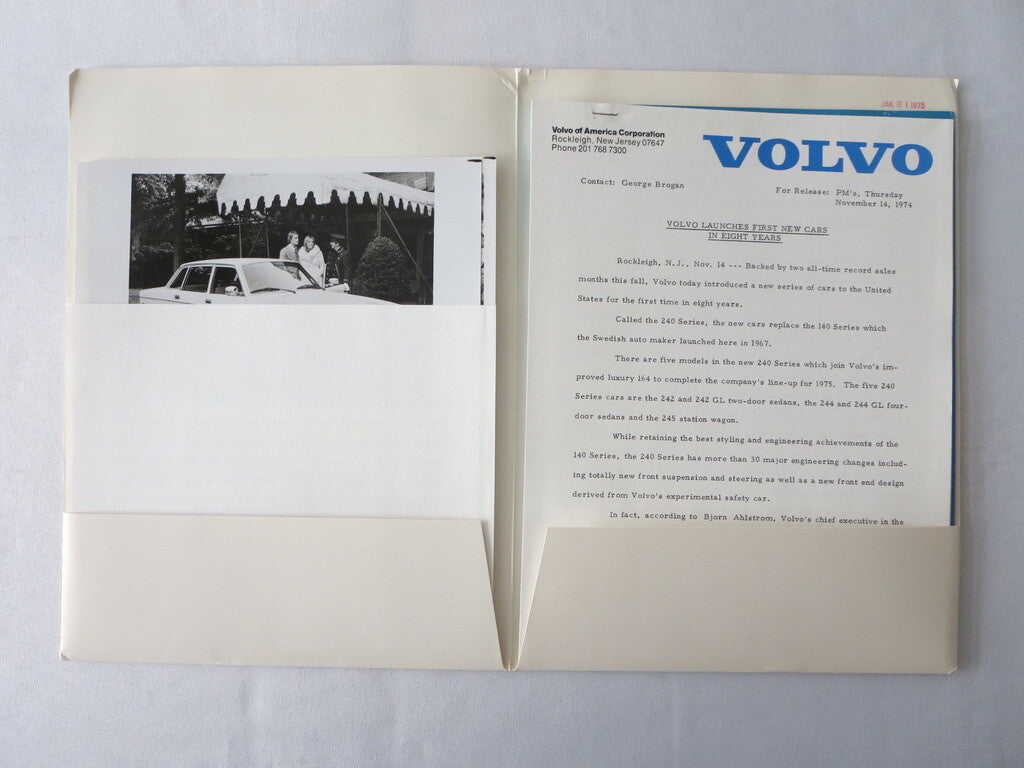 JAN. 31 1975
Volvo of America Corporation
Rockleigh, New Jersey 07647
Phone 201 768 7300
VOLVO
Contact: George Brogan
For Release: PM's, Thursday
November 14, 1974
VOLVO LAUNCHES FIRST NEW CARS
IN EIGHT YEARS
Rockleigh, N.J., Nov. 14 --- Backed by two all-time record sales
months this fall, Volvo today introduced a new series of cars to the United
States for the first time in eight years.
Called the 240 Series, the new cars replace the 140 Series which
the Swedish auto maker launched here in 1967.
There are five models in the new 240 Series which join Volvo's im-
proved luxury 164 to complete the company's line-up for 1975. The five 240
Series cars are the 242 and 242 GL two-door sedans, the 244 and 244 GL four-
door sedans and the 245 station wagon.
While retaining the best styling and engineering achievements of the
140 Series, the 240 Series has more than 30 major engineering changes includ-
ing totally new front suspension and steering as well as a new front end design
derived from Volvo's experimental safety car.
In fact, according to Bjorn Ahlstrom, Volvo's chief executive in the